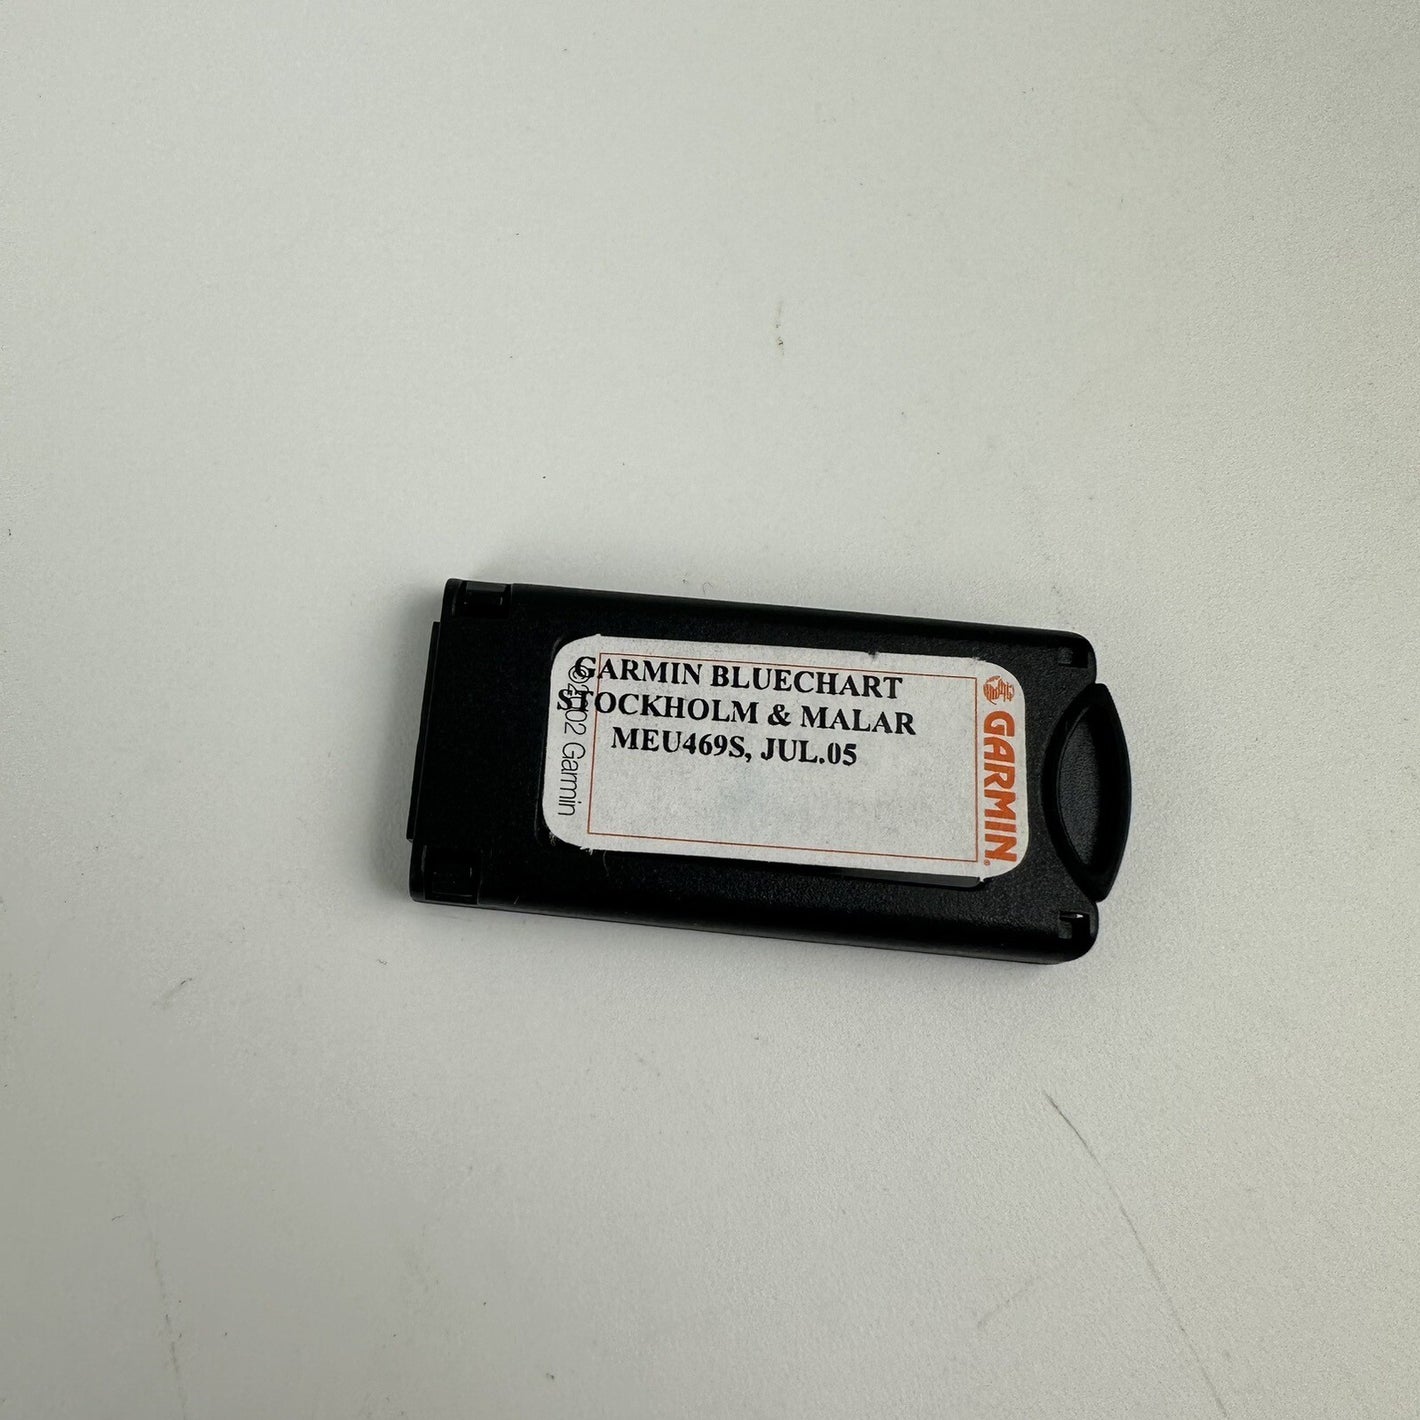 GARMIN BLUECHART
STOCKHOLM & MALAR
MEU469S, JUL.05
©2002 Garmin
GARMIN®